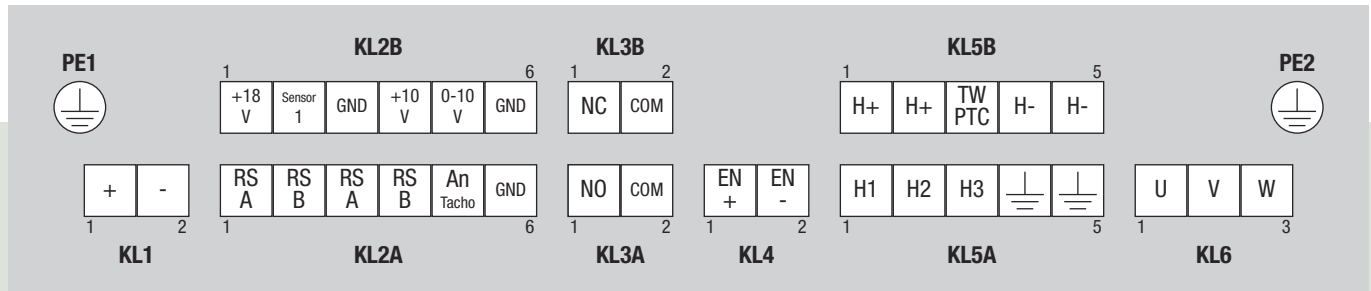 KL2B
KL3B
KL5B
PE1
PE2
1 6
1 2
1 5
+18 V
Sensor 1
GND
+10 V
0-10 V
GND
NC COM
H+ H+ TW PTC H- H-
+ -
RS A
RS B
RS A
RS B
An Tacho
GND
NO COM
EN +
EN -
H1 H2 H3
U V W
1 2
1 6
1 2
1 2
1 5
1 3
KL1
KL2A
KL3A
KL4
KL5A
KL6